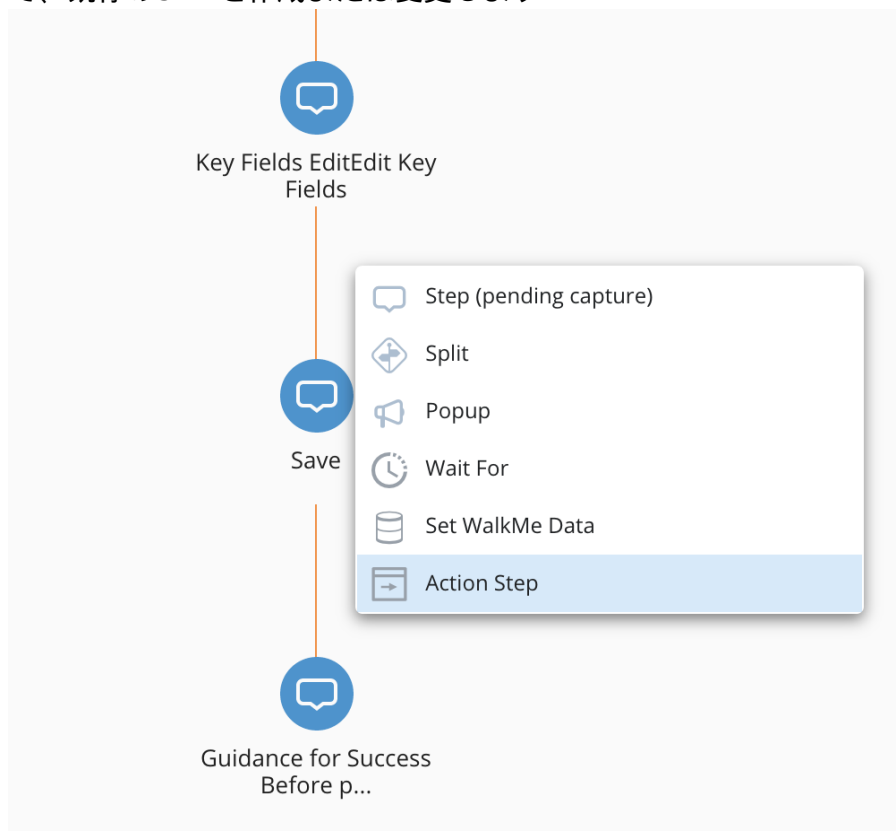 Key Fields EditEdit Key
Fields
Step (pending capture)
Split
Popup
Wait For
Save
Set WalkMe Data
Action Step
Guidance for Success
Before p...